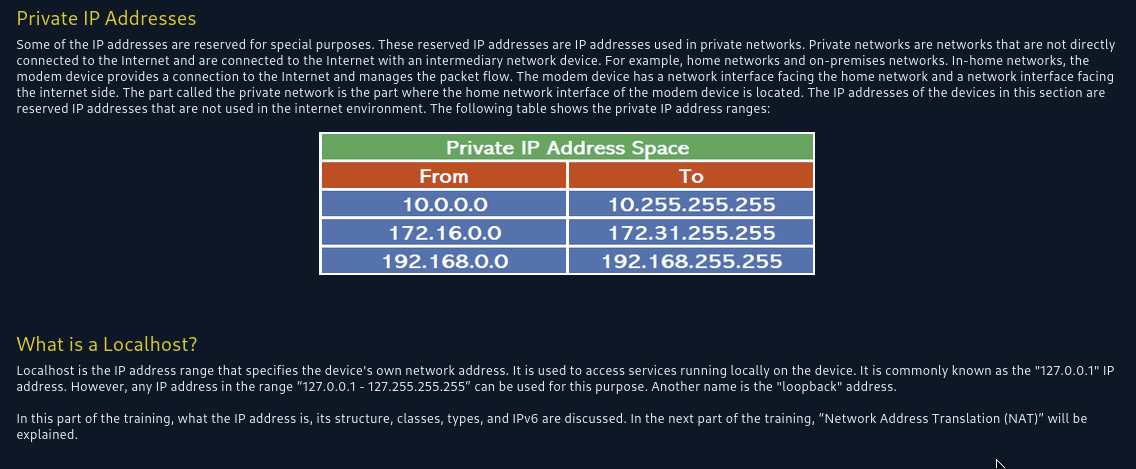 Private IP Addresses
Some of the IP addresses are reserved for special purposes. These reserved IP addresses are IP addresses used in private networks. Private networks are networks that are not directly
connected to the Internet and are connected to the Internet with an intermediary network device. For example, home networks and on-premises networks. In-home networks, the
modem device provides a connection to the Internet and manages the packet flow. The modem device has a network interface facing the home network and a network interface facing
the internet side. The part called the private network is the part where the home network interface of the modem device is located. The IP addresses of the devices in this section are
reserved IP addresses that are not used in the internet environment. The following table shows the private IP address ranges:
Private IP Address Space
From To
10.0.0.0 10.255.255.255
172.16.0.0 172.31.255.255
192.168.0.0 192.168.255.255
What is a Localhost?
Localhost is the IP address range that specifies the device's own network address. It is used to access services running locally on the device. It is commonly known as the "127.0.0.1" IP
address. However, any IP address in the range “127.0.0.1 - 127.255.255.255” can be used for this purpose. Another name is the "loopback" address.
In this part of the training, what the IP address is, its structure, classes, types, and IPv6 are discussed. In the next part of the training, “Network Address Translation (NAT)” will be
explained.